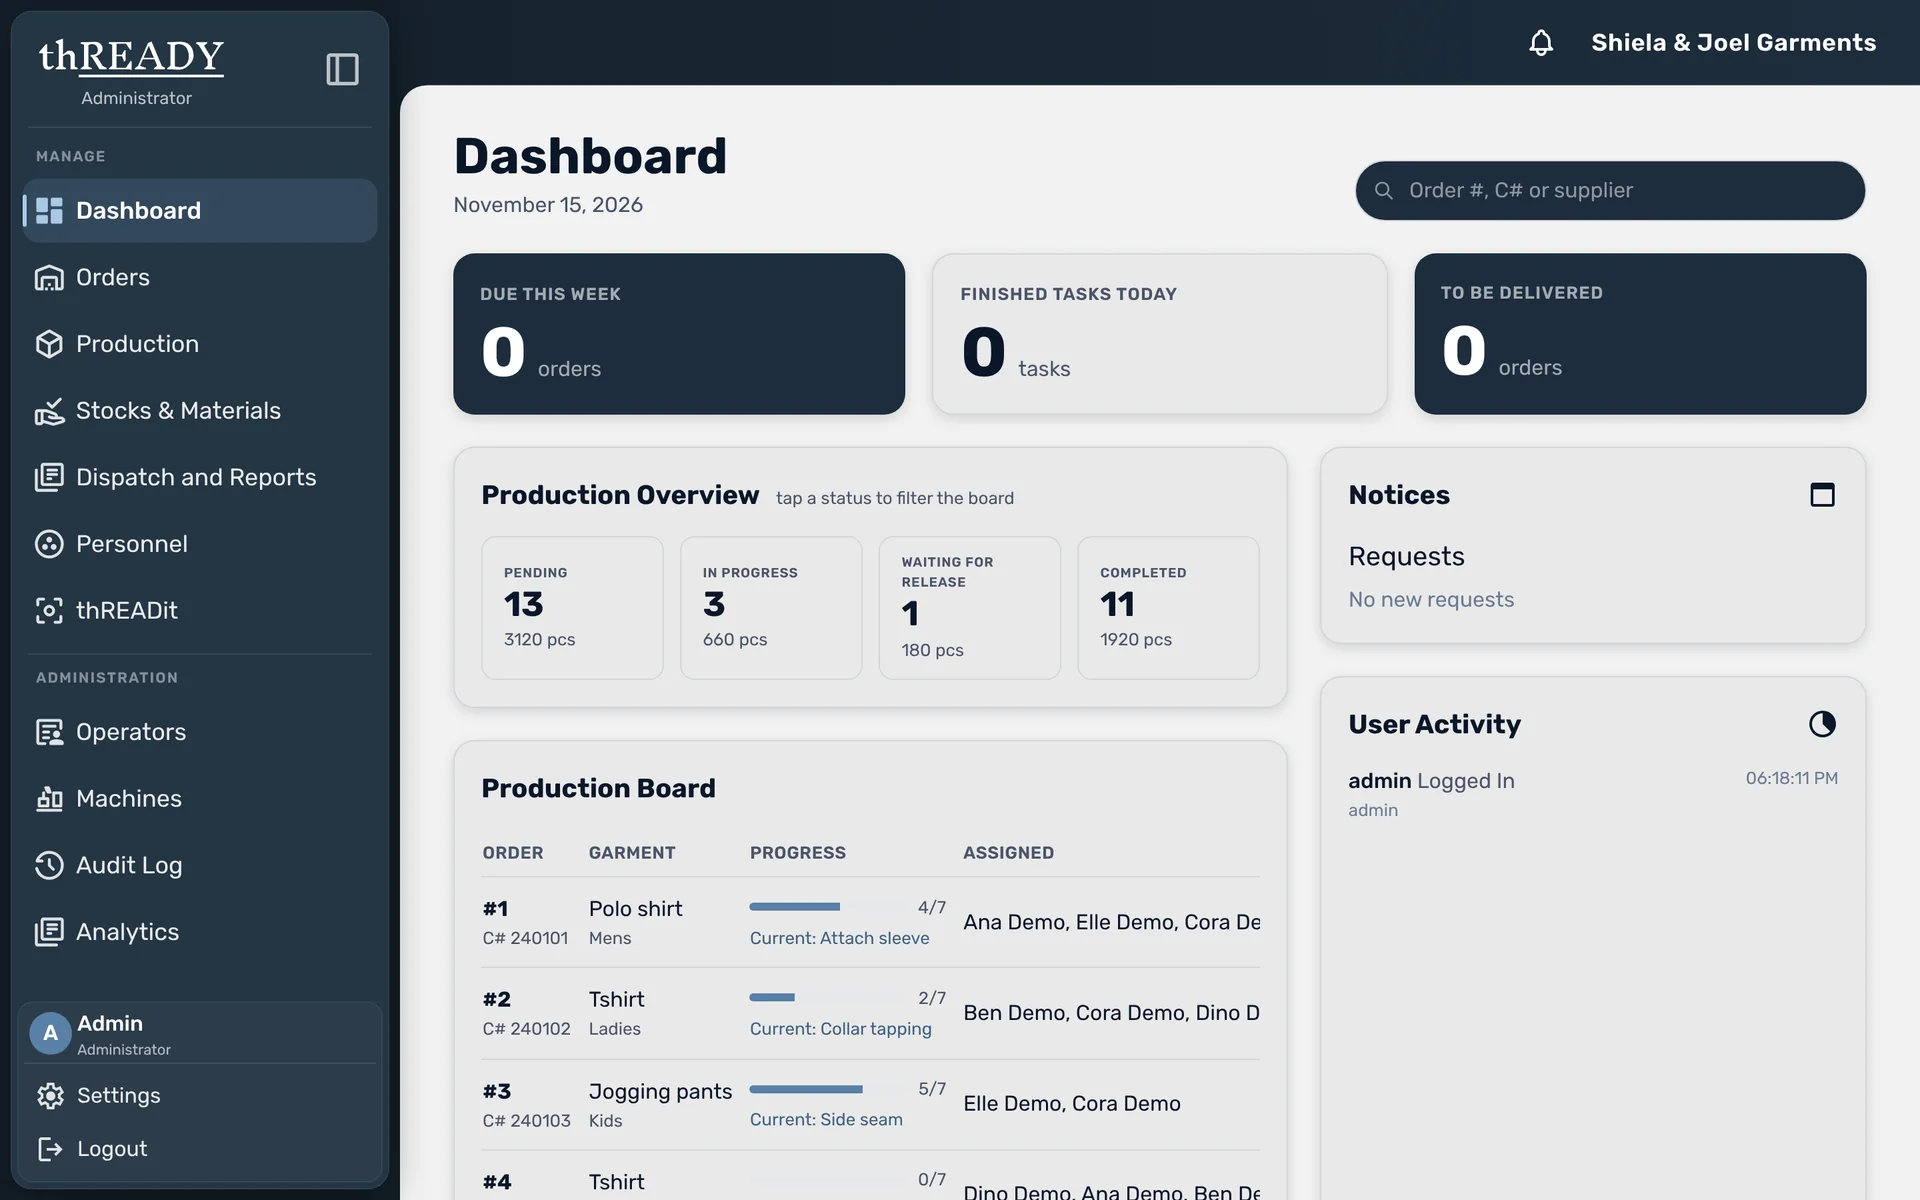 thREADY
Administrator
MANAGE
Dashboard
Orders
Production
Stocks & Materials
Dispatch and Reports
Personnel
thREADit
ADMINISTRATION
Operators
Machines
Audit Log
Analytics
A
Admin
Administrator
Settings
Logout
Shiela & Joel Garments
Dashboard
November 15, 2026
Order #, C# or supplier
DUE THIS WEEK
0 orders
FINISHED TASKS TODAY
0 tasks
TO BE DELIVERED
0 orders
Production Overview tap a status to filter the board
PENDING
13
3120 pcs
IN PROGRESS
3
660 pcs
WAITING FOR
RELEASE
1
180 pcs
COMPLETED
11
1920 pcs
Notices
Requests
No new requests
User Activity
admin Logged In 06:18:11 PM
admin
Production Board
ORDER GARMENT PROGRESS ASSIGNED
#1 Polo shirt 4/7 Ana Demo, Elle Demo, Cora De
C# 240101 Mens Current: Attach sleeve
#2 Tshirt 2/7 Ben Demo, Cora Demo, Dino D
C# 240102 Ladies Current: Collar tapping
#3 Jogging pants 5/7 Elle Demo, Cora Demo
C# 240103 Kids Current: Side seam
#4 Tshirt 0/7 Dino Demo, Ana Demo, Ben De